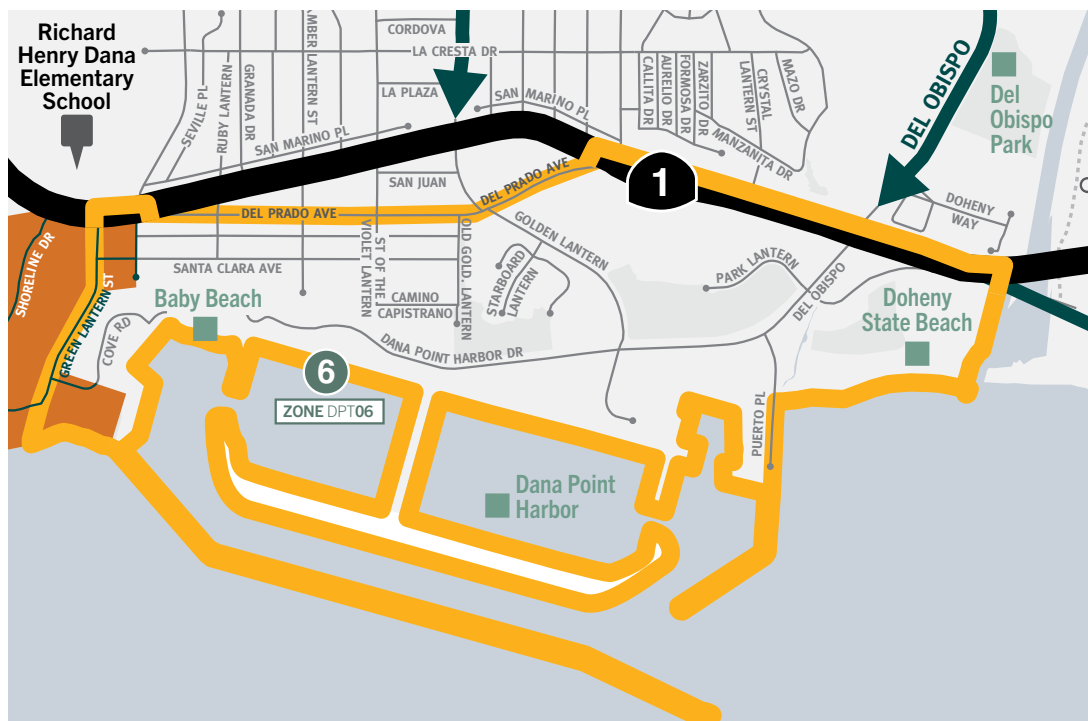 Richard
Henry Dana
Elementary
School
CORDOVA
LA CRESTA DR
LA PLAZA
SEVILLE PL
RUBY LANTERN
GRANADA DR
MBER LANTERN ST
SAN MARINO PL
SAN MARINO PL
CALLITA DR
AURELIO DR
FORMOSA DR
ZARZITO DR
CRYSTAL
LANTERN ST
MAZO DR
MANZANITA DR
DEL OBISPO
Del
Obispo
Park
SAN JUAN
DEL PRADO AVE
DEL PRADO AVE
1
DOHENY
WAY
SHORELINE DR
GREEN LANTERN ST
COVE RD
SANTA CLARA AVE
Baby Beach
ST OF THE
VIOLET LANTERN
OLD GOLD. LANTERN
CAMINO
CAPISTRANO
STARBOARD
LANTERN
GOLDEN LANTERN
PARK LANTERN
DEL OBISPO
Doheny
State Beach
DANA POINT HARBOR DR
6
ZONE DPT06
PUERTO PL
Dana Point
Harbor